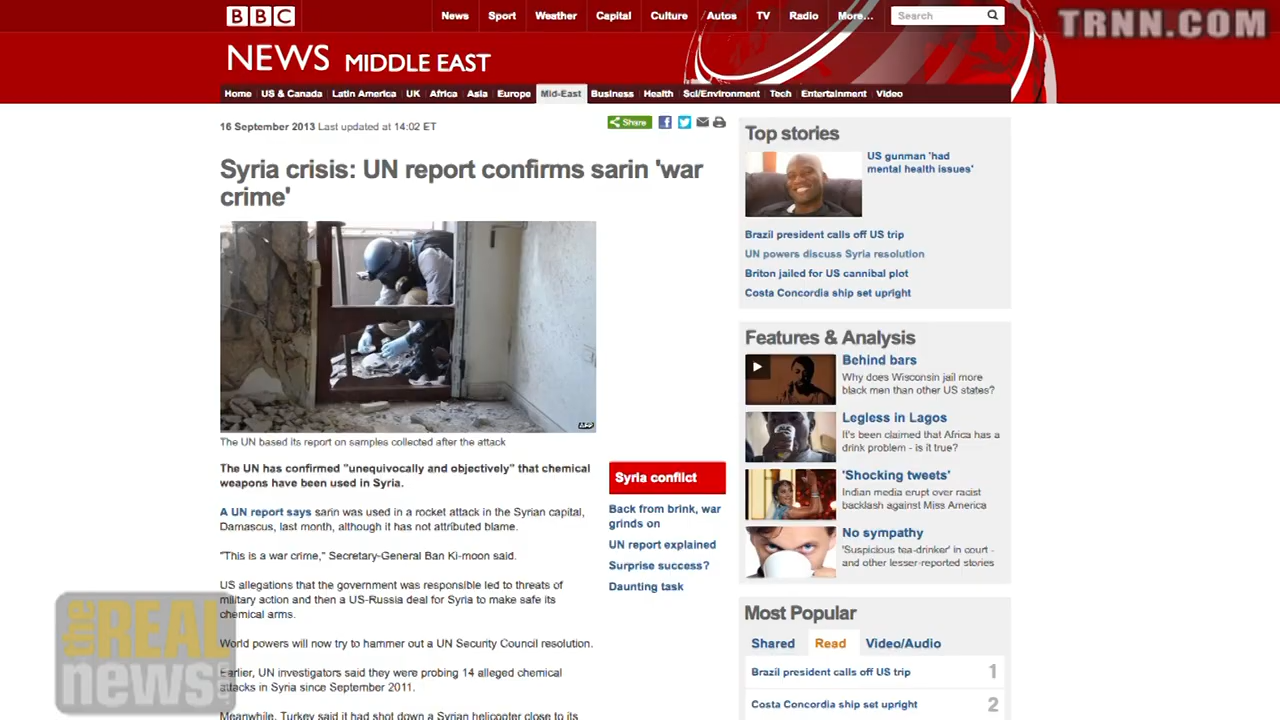 BBC
News Sport Weather Capital Culture Autos TV Radio More... Search
TRNN.COM
NEWS MIDDLE EAST
Home US & Canada Latin America UK Africa Asia Europe Mid-East Business Health Sci/Environment Tech Entertainment Video
16 September 2013 Last updated at 14:02 ET
Share
Syria crisis: UN report confirms sarin 'war
crime'
AFP
The UN based its report on samples collected after the attack
The UN has confirmed "unequivocally and objectively" that chemical
weapons have been used in Syria.
A UN report says sarin was used in a rocket attack in the Syrian capital,
Damascus, last month, although it has not attributed blame.
"This is a war crime," Secretary-General Ban Ki-moon said.
US allegations that the government was responsible led to threats of
military action and then a US-Russia deal for Syria to make safe its
chemical arms.
World powers will now try to hammer out a UN Security Council resolution.
Earlier, UN investigators said they were probing 14 alleged chemical
attacks in Syria since September 2011.
Meanwhile, Turkey said it had shot down a Syrian helicopter close to its
Syria conflict
Back from brink, war
grinds on
UN report explained
Surprise success?
Daunting task
Top stories
US gunman 'had
mental health issues'
Brazil president calls off US trip
UN powers discuss Syria resolution
Briton jailed for US cannibal plot
Costa Concordia ship set upright
Features & Analysis
Behind bars
Why does Wisconsin jail more
black men than other US states?
Legless in Lagos
It's been claimed that Africa has a
drink problem - is it true?
'Shocking tweets'
Indian media erupt over racist
backlash against Miss America
No sympathy
'Suspicious tea-drinker' in court -
and other lesser-reported stories
Most Popular
Shared Read Video/Audio
Brazil president calls off US trip 1
Costa Concordia ship set upright 2
the REAL
news